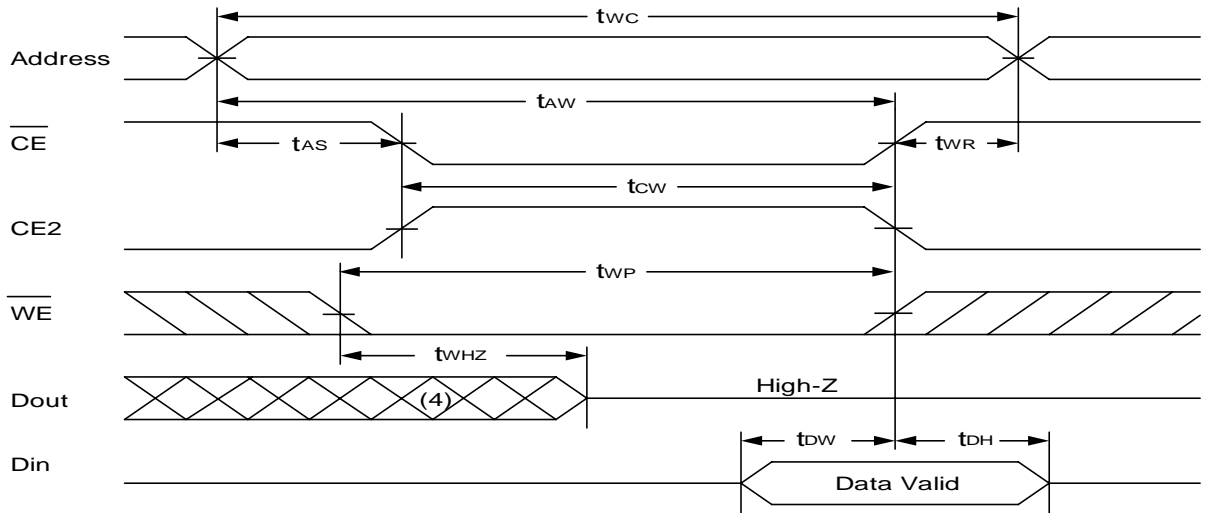 tWC
Address
tAW
CE
tAS
tWR
tCW
CE2
tWP
WE
tWHZ
High-Z
Dout
(4)
tDW
tDH
Din
Data Valid